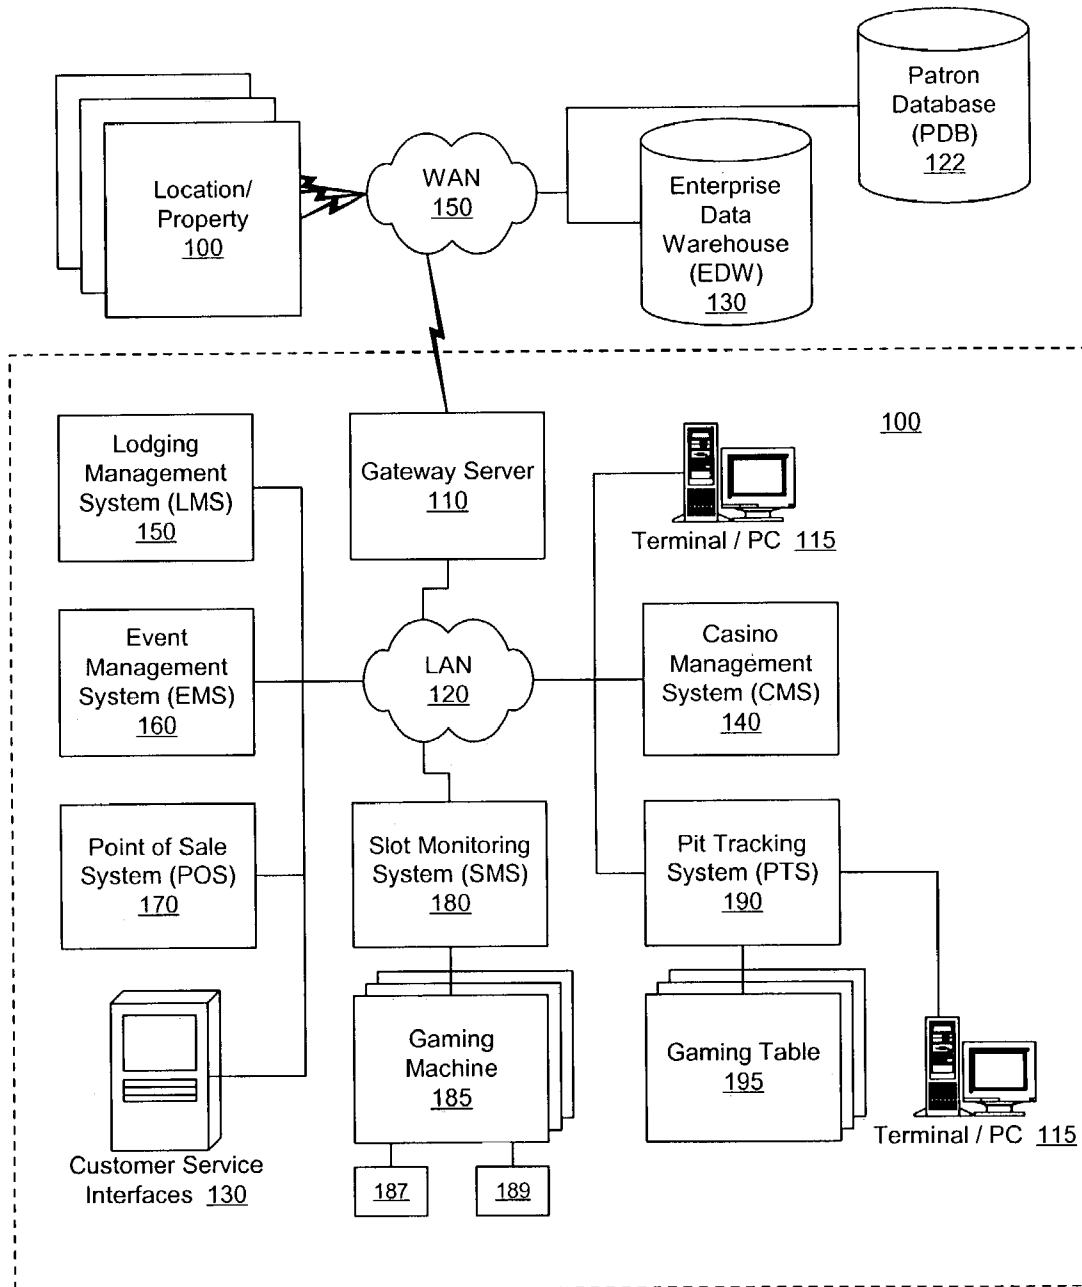 Patron
Database
(PDB)
122
WAN
150
Enterprise
Data
Warehouse
(EDW)
130
Location/
Property
100
100
Lodging
Management
System (LMS)
150
Gateway Server
110
Terminal / PC 115
Event
Management
System (EMS)
160
LAN
120
Casino
Management
System (CMS)
140
Point of Sale
System (POS)
170
Slot Monitoring
System (SMS)
180
Pit Tracking
System (PTS)
190
Gaming
Machine
185
Gaming Table
195
Customer Service
Interfaces 130
187
189
Terminal / PC 115